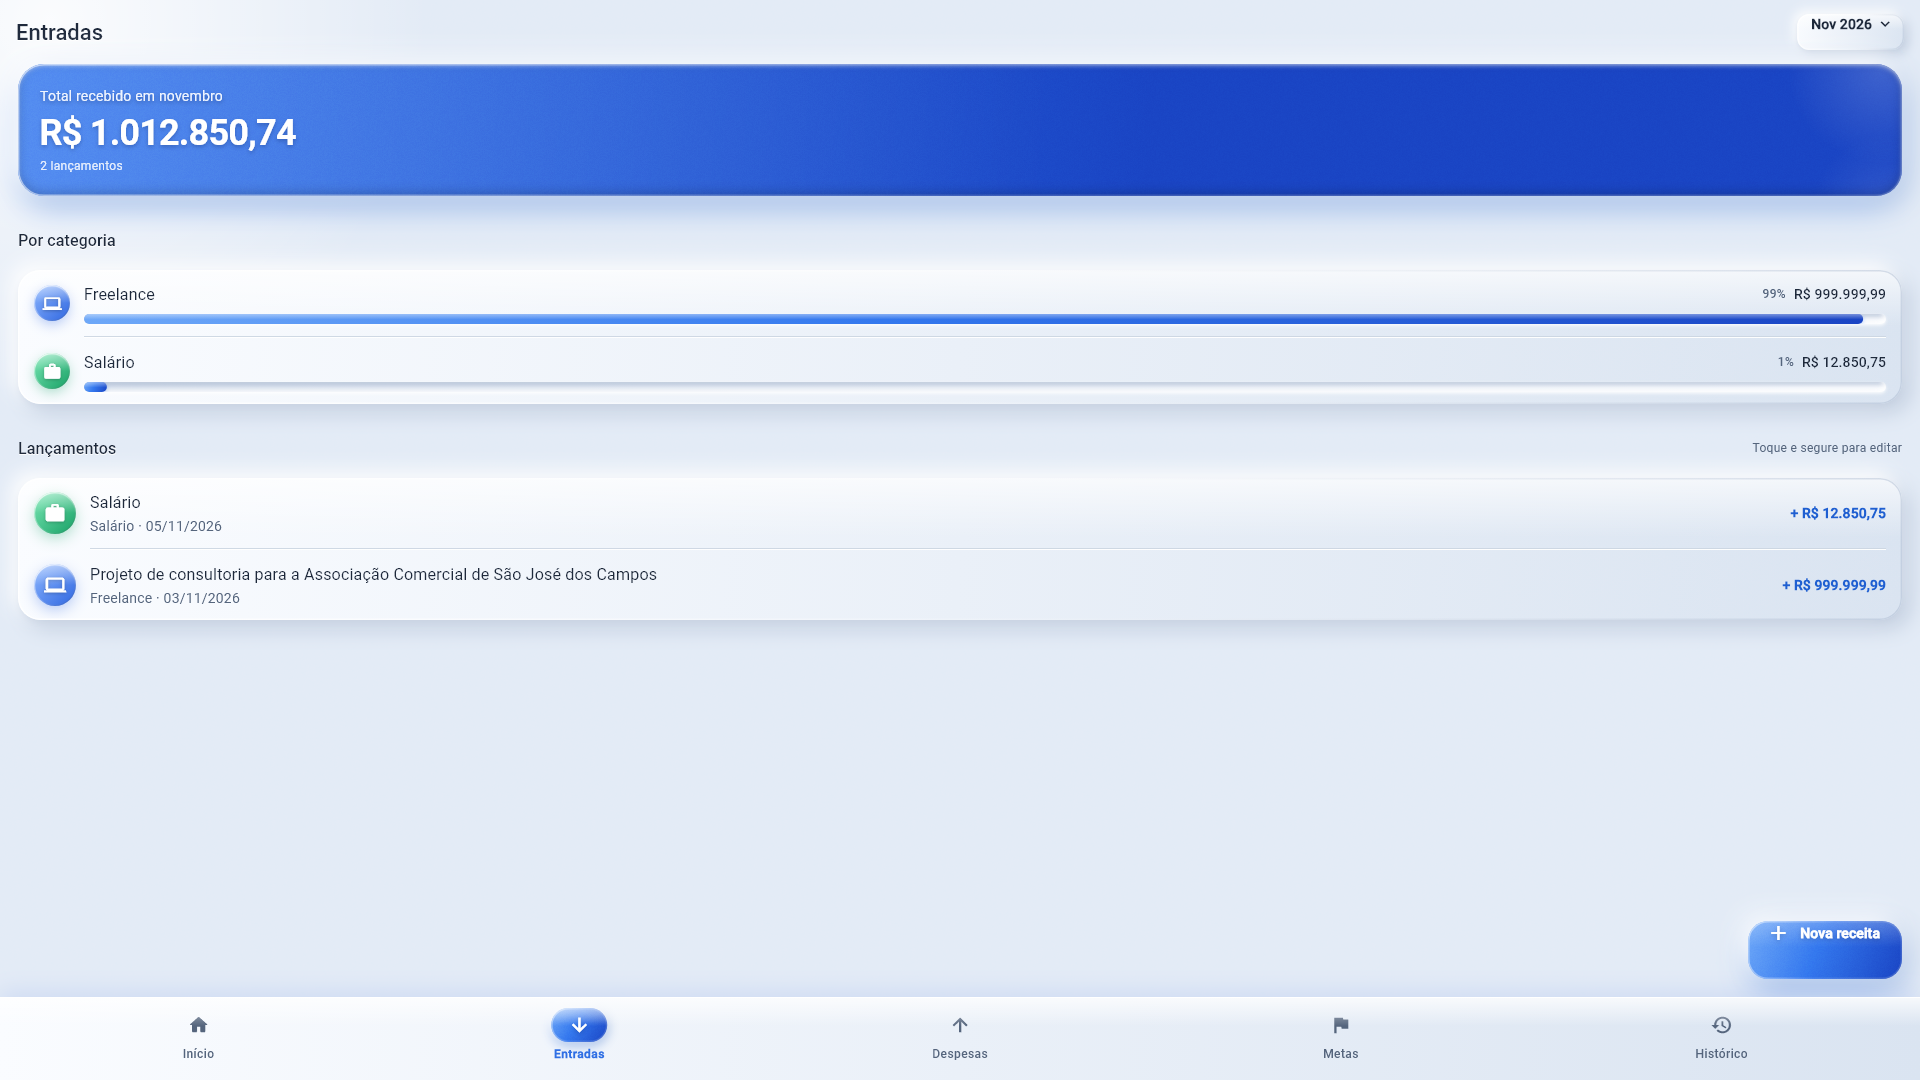 Entradas
Nov 2026
Total recebido em novembro
R$ 1.012.850,74
2 lançamentos
Por categoria
Freelance
99% R$ 999.999,99
Salário
1% R$ 12.850,75
Lançamentos
Toque e segure para editar
Salário
Salário · 05/11/2026
+ R$ 12.850,75
Projeto de consultoria para a Associação Comercial de São José dos Campos
Freelance · 03/11/2026
+ R$ 999.999,99
Nova receita
Início
Entradas
Despesas
Metas
Histórico